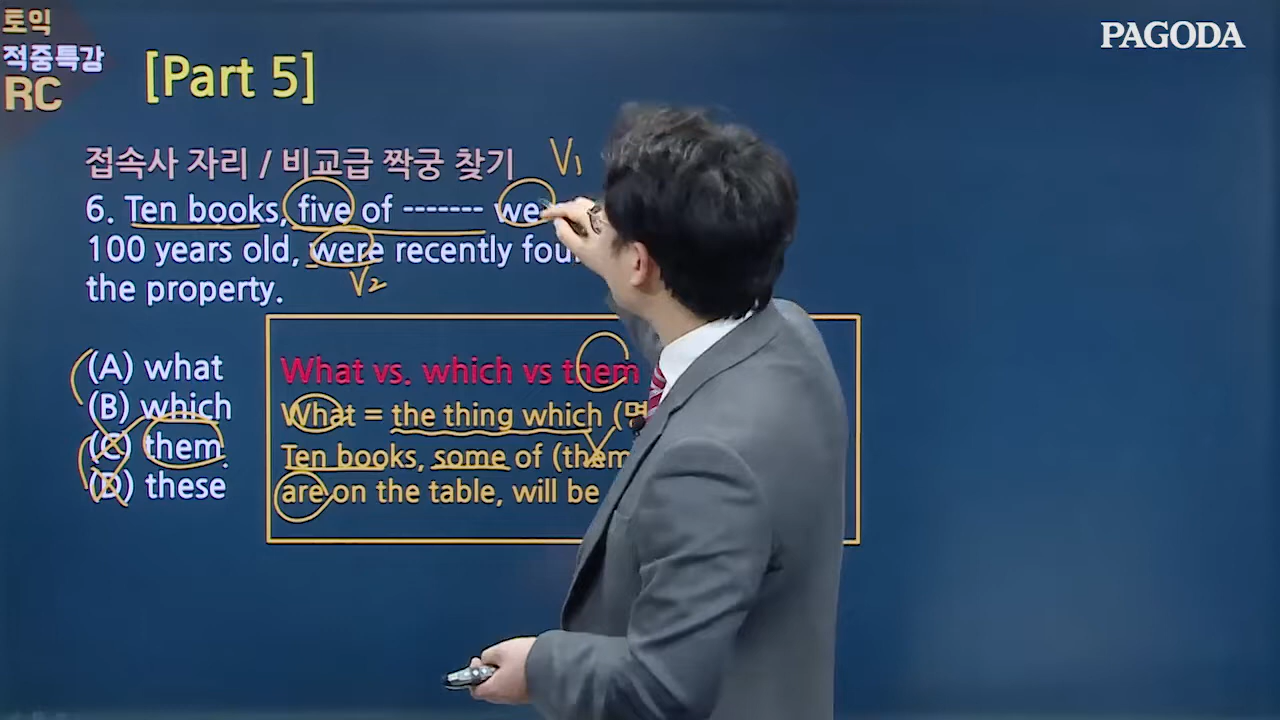 토익
적중특강
RC
PAGODA
[Part 5]
접속사 자리 / 비교급 짝궁 찾기
V1
6. Ten books, five of -------
100 years old, were recently
V2
the property.
(A) what
(B) which
(C) them
(D) these
What vs. which vs them
What = the thing which
Ten books, some of (them
are on the table, will be